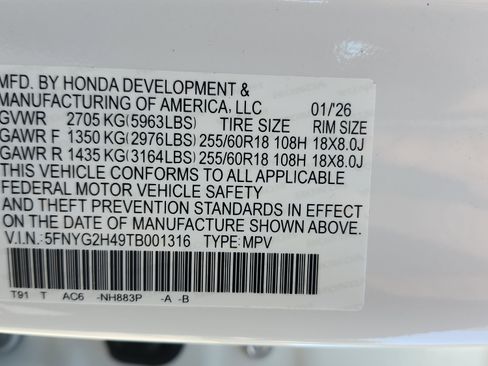 MFD. BY HONDA DEVELOPMENT &
MANUFACTURING OF AMERICA, LLC 01/'26
GVWR 2705 KG(5963LBS) TIRE SIZE RIM SIZE
GAWR F 1350 KG(2976LBS) 255/60R18 108H 18X8.0J
GAWR R 1435 KG(3164LBS) 255/60R18 108H 18X8.0J
THIS VEHICLE CONFORMS TO ALL APPLICABLE
FEDERAL MOTOR VEHICLE SAFETY
AND THEFT PREVENTION STANDARDS IN EFFECT
ON THE DATE OF MANUFACTURE SHOWN ABOVE.
V.I.N.: 5FNYG2H49TB001316 TYPE: MPV
T91 T AC6 -NH883P -A -B